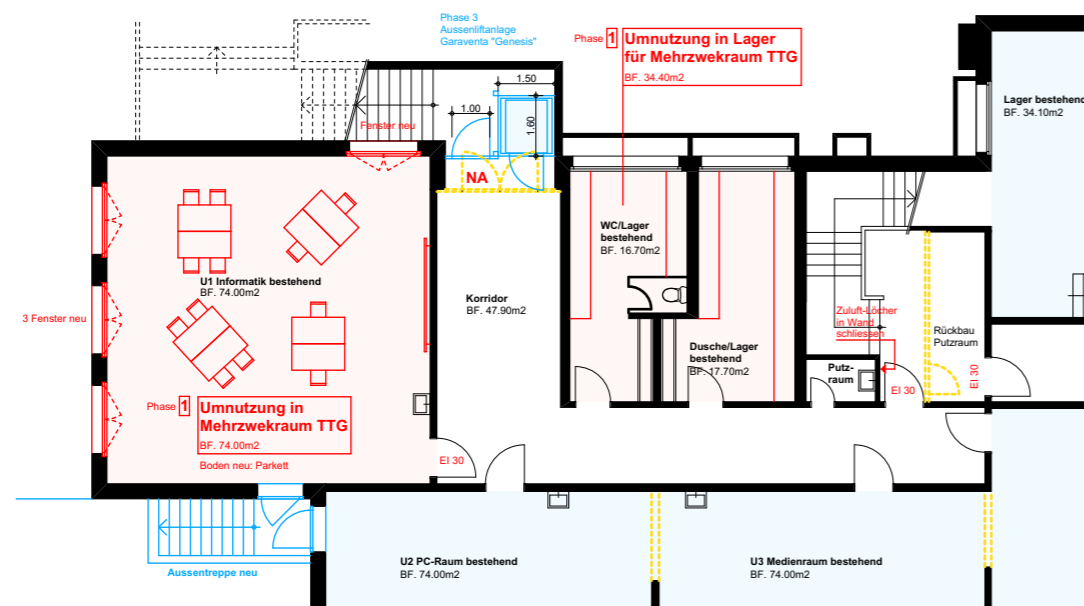 Phase 3
Aussenliftanlage
Garaventa "Genesis"
Phase 1
Umnutzung in Lager
für Mehrzwekraum TTG
BF. 34.40m2
1.50
1.00
1.60
Lager bestehend
BF. 34.10m2
Fenster neu
NA
WC/Lager
bestehend
BF. 16.70m2
U1 Informatik bestehend
BF. 74.00m2
Korridor
BF. 47.90m2
3 Fenster neu
Zuluft-Löcher
in Wand
schliessen
Rückbau
Putzraum
Dusche/Lager
bestehend
BF. 17.70m2
Putz-
raum
EI 30
EI 30
Phase 1
Umnutzung in
Mehrzwekraum TTG
BF. 74.00m2
Boden neu: Parkett
EI 30
U2 PC-Raum bestehend
BF. 74.00m2
U3 Medienraum bestehend
BF. 74.00m2
Aussentreppe neu